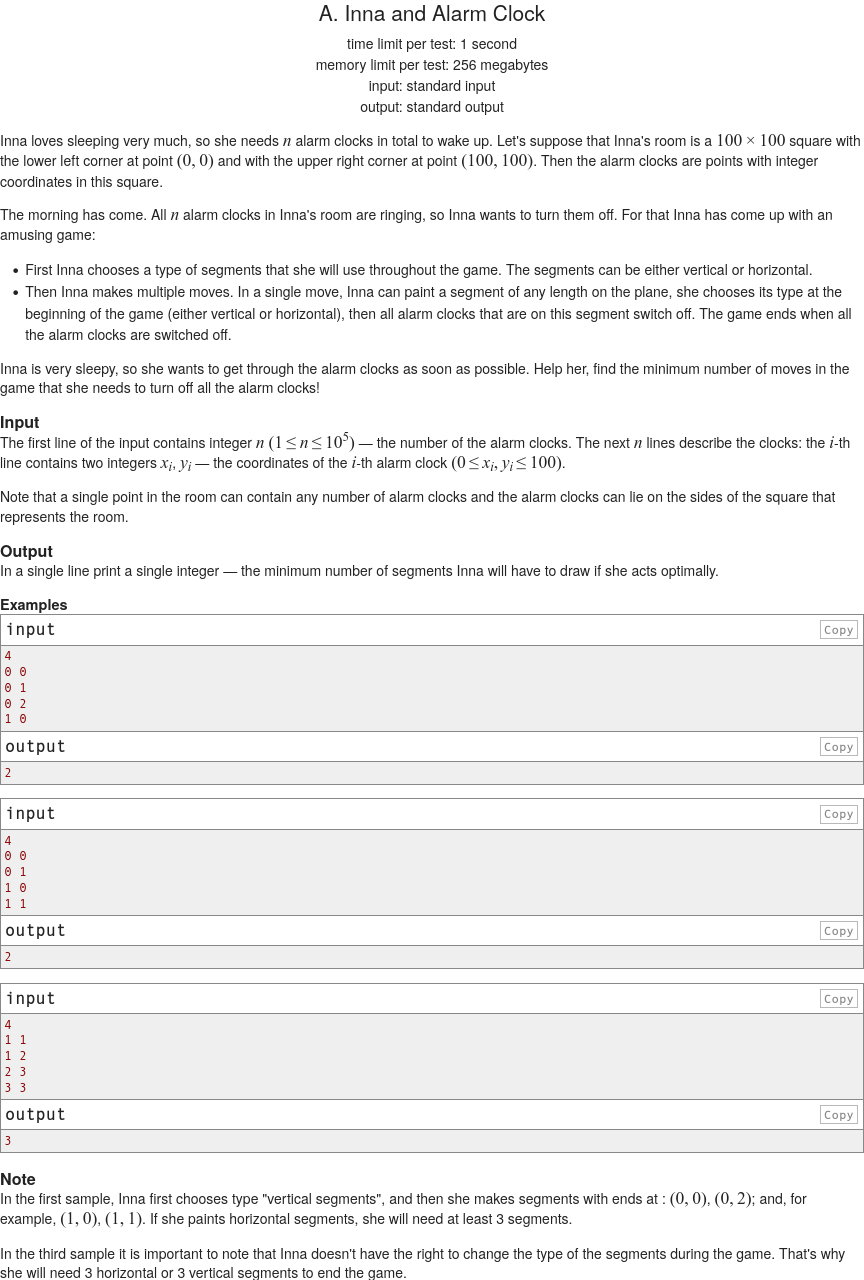 A. Inna and Alarm Clock
time limit per test: 1 second
memory limit per test: 256 megabytes
input: standard input
output: standard output
Inna loves sleeping very much, so she needs n alarm clocks in total to wake up. Let's suppose that Inna's room is a 100 × 100 square with
the lower left corner at point (0, 0) and with the upper right corner at point (100, 100). Then the alarm clocks are points with integer
coordinates in this square.
The morning has come. All n alarm clocks in Inna's room are ringing, so Inna wants to turn them off. For that Inna has come up with an
amusing game:
• First Inna chooses a type of segments that she will use throughout the game. The segments can be either vertical or horizontal.
• Then Inna makes multiple moves. In a single move, Inna can paint a segment of any length on the plane, she chooses its type at the
beginning of the game (either vertical or horizontal), then all alarm clocks that are on this segment switch off. The game ends when all
the alarm clocks are switched off.
Inna is very sleepy, so she wants to get through the alarm clocks as soon as possible. Help her, find the minimum number of moves in the
game that she needs to turn off all the alarm clocks!
Input
The first line of the input contains integer n (1 ≤ n ≤ 10⁵) — the number of the alarm clocks. The next n lines describe the clocks: the i-th
line contains two integers xᵢ, yᵢ — the coordinates of the i-th alarm clock (0 ≤ xᵢ, yᵢ ≤ 100).
Note that a single point in the room can contain any number of alarm clocks and the alarm clocks can lie on the sides of the square that
represents the room.
Output
In a single line print a single integer — the minimum number of segments Inna will have to draw if she acts optimally.
Examples
input Copy
4
0 0
0 1
0 2
1 0
output Copy
2
input Copy
4
0 0
0 1
1 0
1 1
output Copy
2
input Copy
4
1 1
1 2
2 3
3 3
output Copy
3
Note
In the first sample, Inna first chooses type "vertical segments", and then she makes segments with ends at : (0, 0), (0, 2); and, for
example, (1, 0), (1, 1). If she paints horizontal segments, she will need at least 3 segments.
In the third sample it is important to note that Inna doesn't have the right to change the type of the segments during the game. That's why
she will need 3 horizontal or 3 vertical segments to end the game.